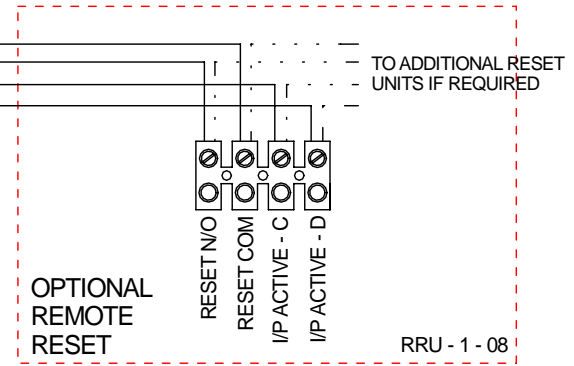 TO ADDITIONAL RESET
UNITS IF REQUIRED
RESET N/O
RESET COM
I/P ACTIVE - C
I/P ACTIVE - D
OPTIONAL
REMOTE
RESET
RRU - 1 - 08